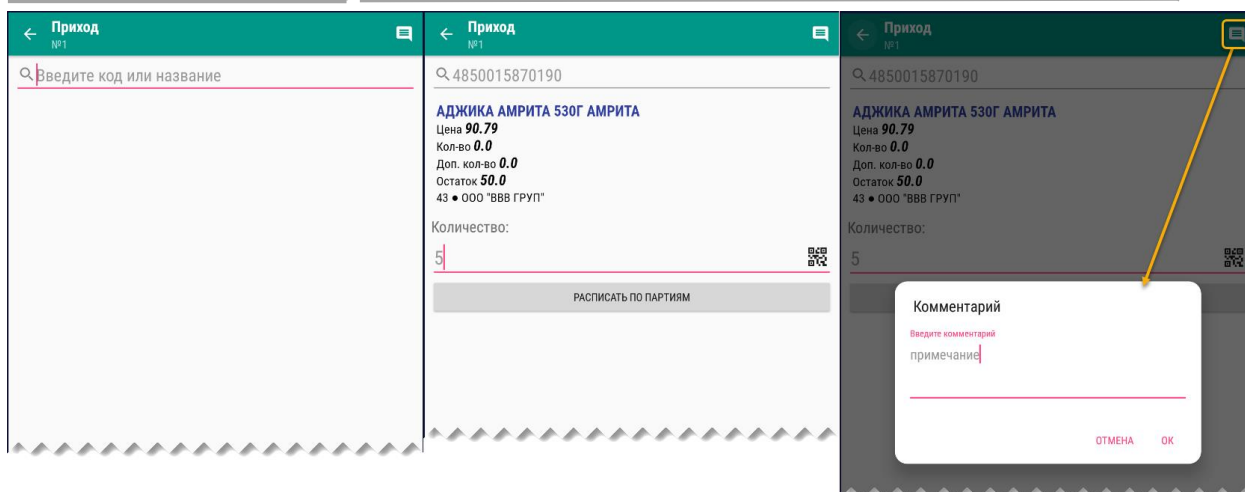 Приход
№1
Введите код или название
Приход
№1
4850015870190
АДЖИКА АМРИТА 530Г АМРИТА
Цена 90.79
Кол-во 0.0
Доп. кол-во 0.0
Остаток 50.0
43 ● ООО "ВВВ ГРУП"
Количество:
5
РАСПИСАТЬ ПО ПАРТИЯМ
Приход
№1
4850015870190
АДЖИКА АМРИТА 530Г АМРИТА
Цена 90.79
Кол-во 0.0
Доп. кол-во 0.0
Остаток 50.0
43 ● ООО "ВВВ ГРУП"
Количество:
5
Комментарий
Введите комментарий
примечание
ОТМЕНА ОК